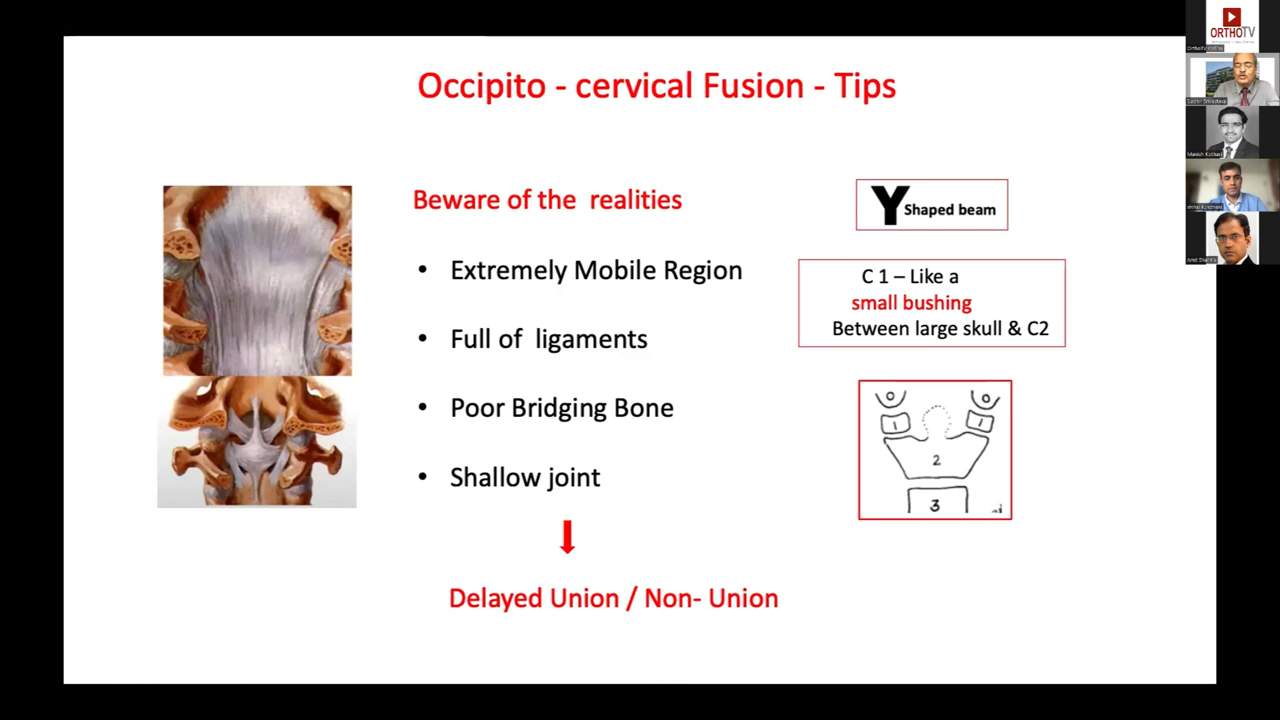 Occipito - cervical Fusion - Tips
Beware of the realities
• Extremely Mobile Region
• Full of ligaments
• Poor Bridging Bone
• Shallow joint
Delayed Union / Non- Union
Y Shaped beam
C 1 – Like a
small bushing
Between large skull & C2
O O
1 1
2
3
ORTHOTV
Manish Kothari